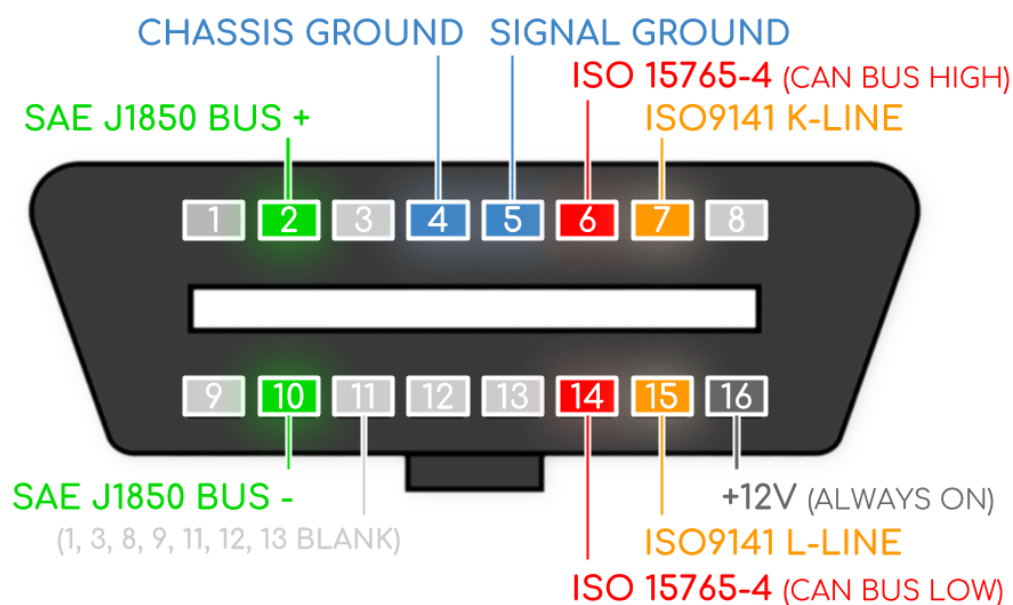 CHASSIS GROUND SIGNAL GROUND
ISO 15765-4 (CAN BUS HIGH)
SAE J1850 BUS + ISO9141 K-LINE
1 2 3 4 5 6 7 8
9 10 11 12 13 14 15 16
SAE J1850 BUS - +12V (ALWAYS ON)
(1, 3, 8, 9, 11, 12, 13 BLANK) ISO9141 L-LINE
ISO 15765-4 (CAN BUS LOW)